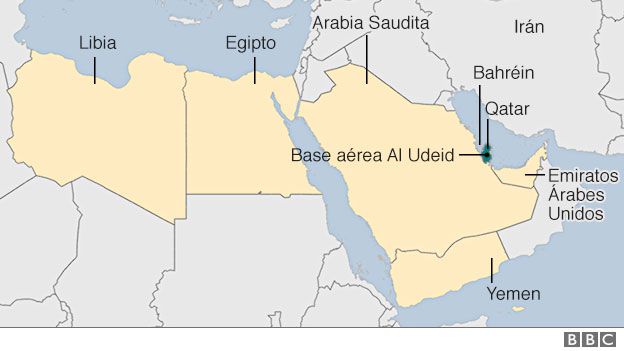 Arabia Saudita
Libia
Egipto
Irán
Bahréin
Qatar
Base aérea Al Udeid
Emiratos
Árabes
Unidos
Yemen
BBC